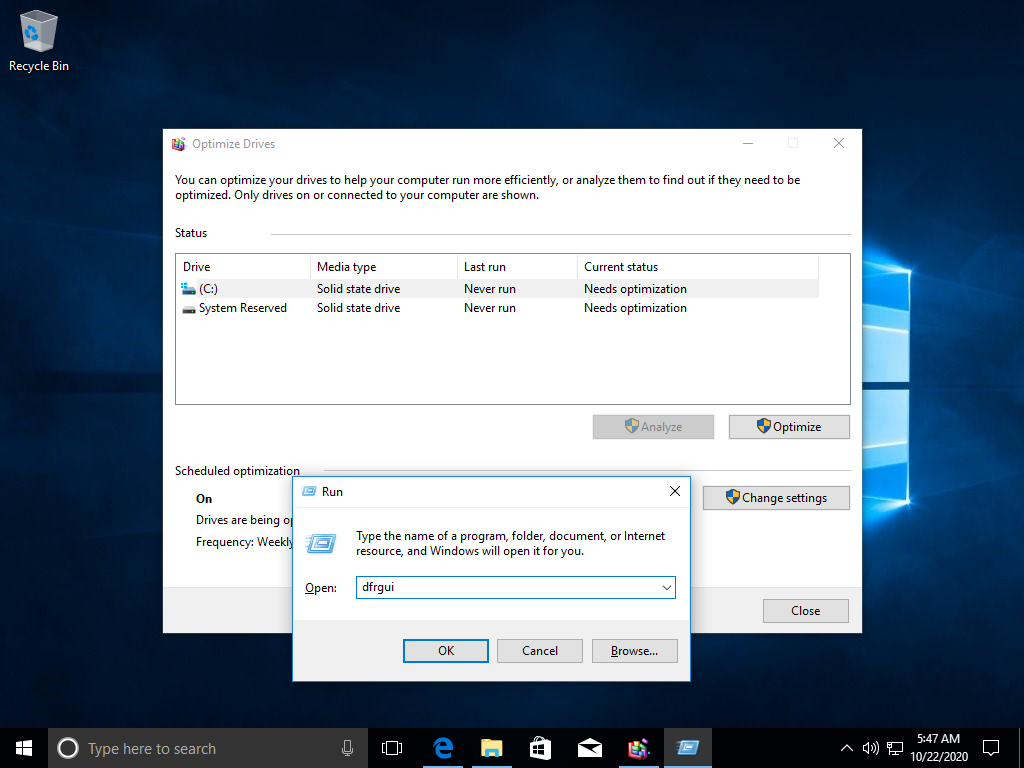 Recycle Bin
Optimize Drives
You can optimize your drives to help your computer run more efficiently, or analyze them to find out if they need to be
optimized. Only drives on or connected to your computer are shown.
Status
Drive Media type Last run Current status
(C:) Solid state drive Never run Needs optimization
System Reserved Solid state drive Never run Needs optimization
Analyze Optimize
Scheduled optimization
On
Drives are being
Frequency: Weekly
Change settings
Close
Run
Type the name of a program, folder, document, or Internet
resource, and Windows will open it for you.
Open: dfrgui
OK Cancel Browse...
Type here to search
5:47 AM
10/22/2020